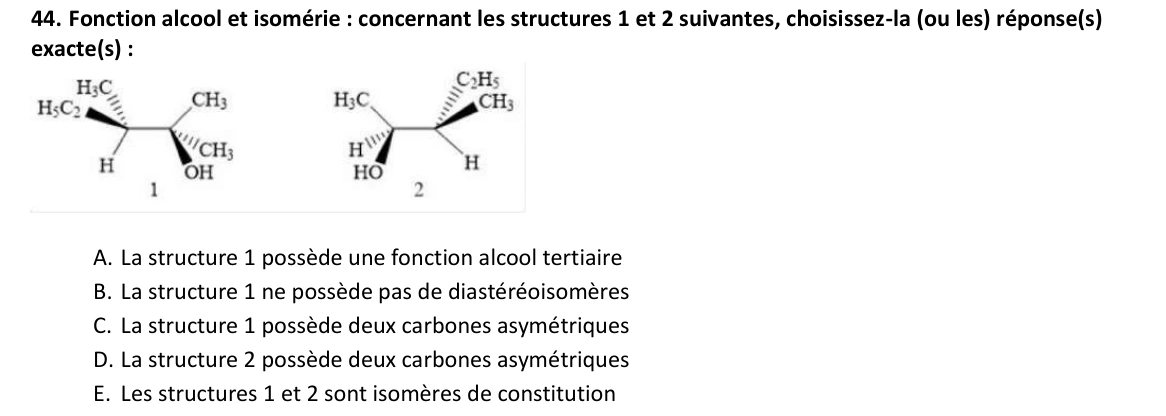 44. Fonction alcool et isomérie : concernant les structures 1 et 2 suivantes, choisissez-la (ou les) réponse(s)
exacte(s) :
H₃C
H₅C₂
CH₃
H
CH₃
OH
1
H₃C
C₂H₅
CH₃
H
HO
H
2
A. La structure 1 possède une fonction alcool tertiaire
B. La structure 1 ne possède pas de diastéréoisomères
C. La structure 1 possède deux carbones asymétriques
D. La structure 2 possède deux carbones asymétriques
E. Les structures 1 et 2 sont isomères de constitution